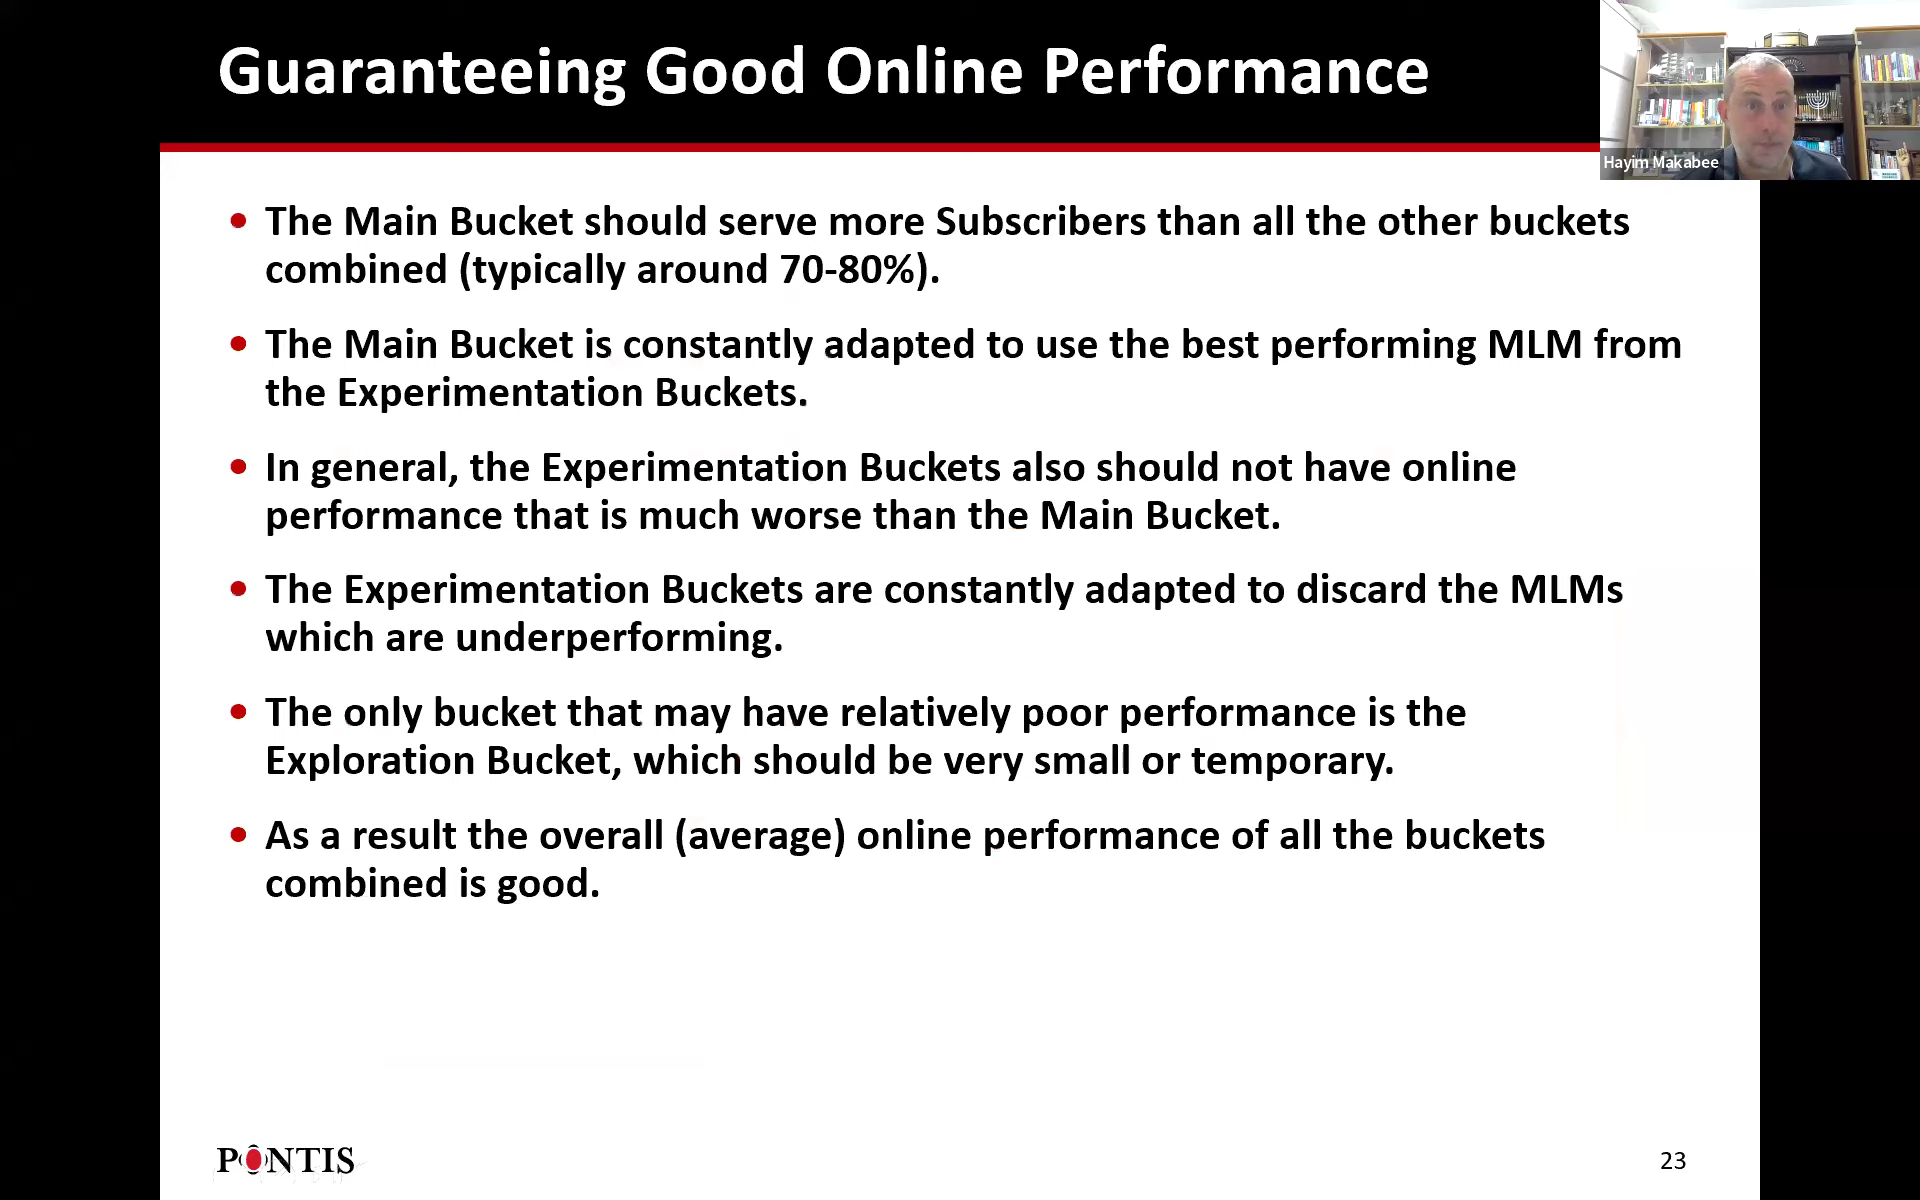 Guaranteeing Good Online Performance
Hayim Makabee
• The Main Bucket should serve more Subscribers than all the other buckets
combined (typically around 70-80%).
• The Main Bucket is constantly adapted to use the best performing MLM from
the Experimentation Buckets.
• In general, the Experimentation Buckets also should not have online
performance that is much worse than the Main Bucket.
• The Experimentation Buckets are constantly adapted to discard the MLMs
which are underperforming.
• The only bucket that may have relatively poor performance is the
Exploration Bucket, which should be very small or temporary.
• As a result the overall (average) online performance of all the buckets
combined is good.
PONTIS
23